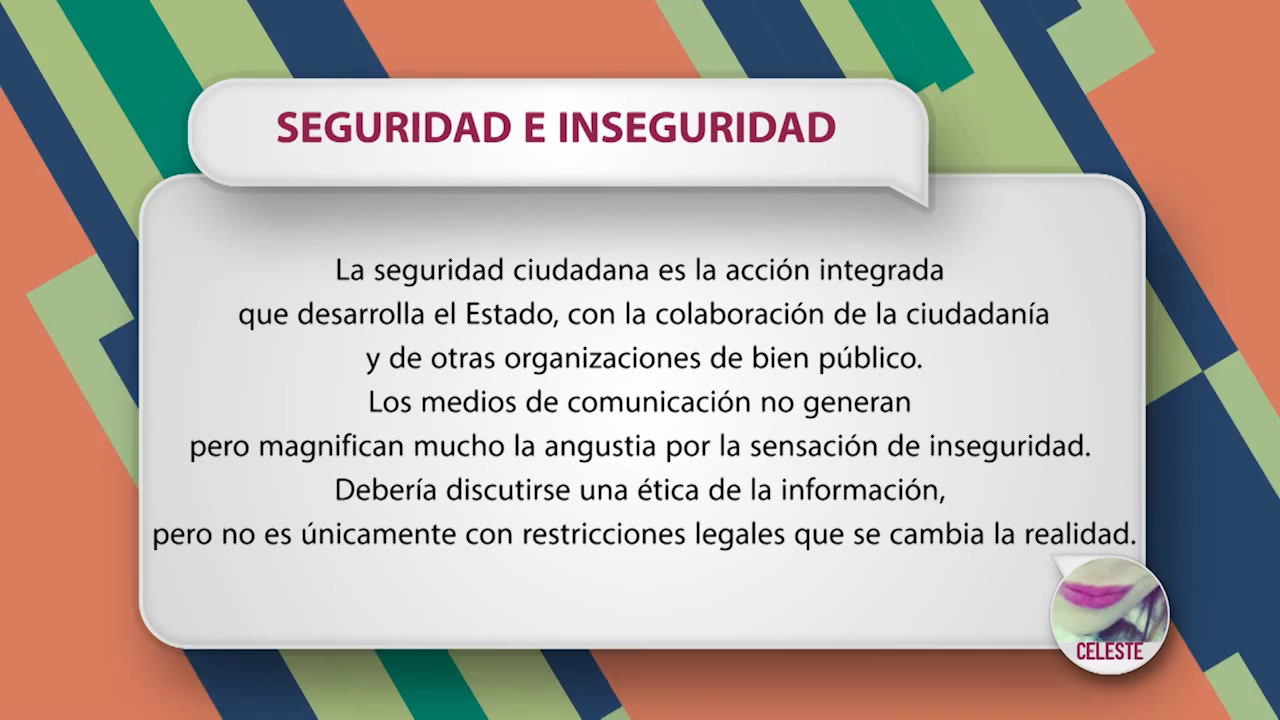 SEGURIDAD E INSEGURIDAD
La seguridad ciudadana es la acción integrada
que desarrolla el Estado, con la colaboración de la ciudadanía
y de otras organizaciones de bien público.
Los medios de comunicación no generan
pero magnifican mucho la angustia por la sensación de inseguridad.
Debería discutirse una ética de la información,
pero no es únicamente con restricciones legales que se cambia la realidad.
CELESTE